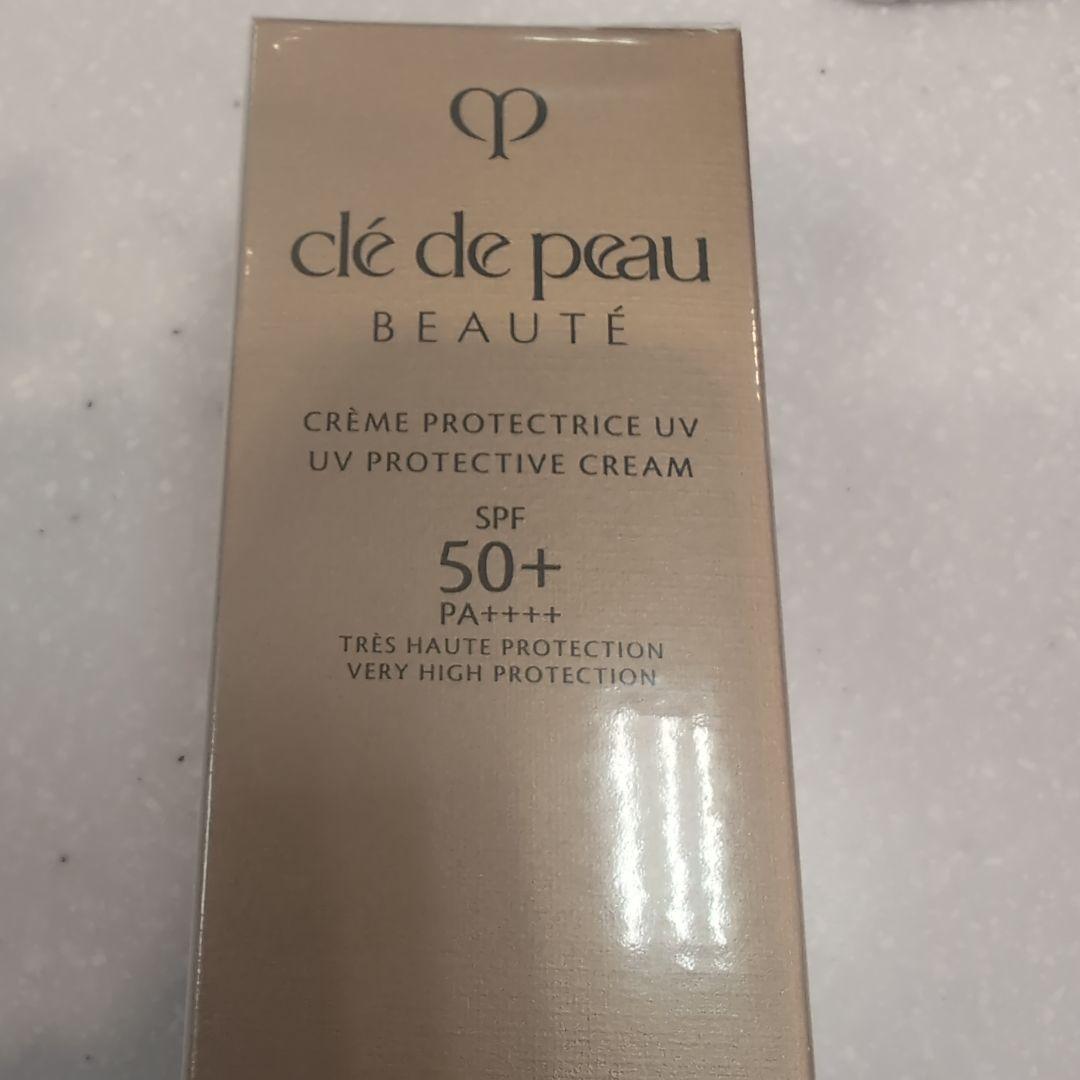 clé de peau
BEAUTÉ
CRÈME PROTECTRICE UV
UV PROTECTIVE CREAM
SPF
50+
PA++++
TRÈS HAUTE PROTECTION
VERY HIGH PROTECTION